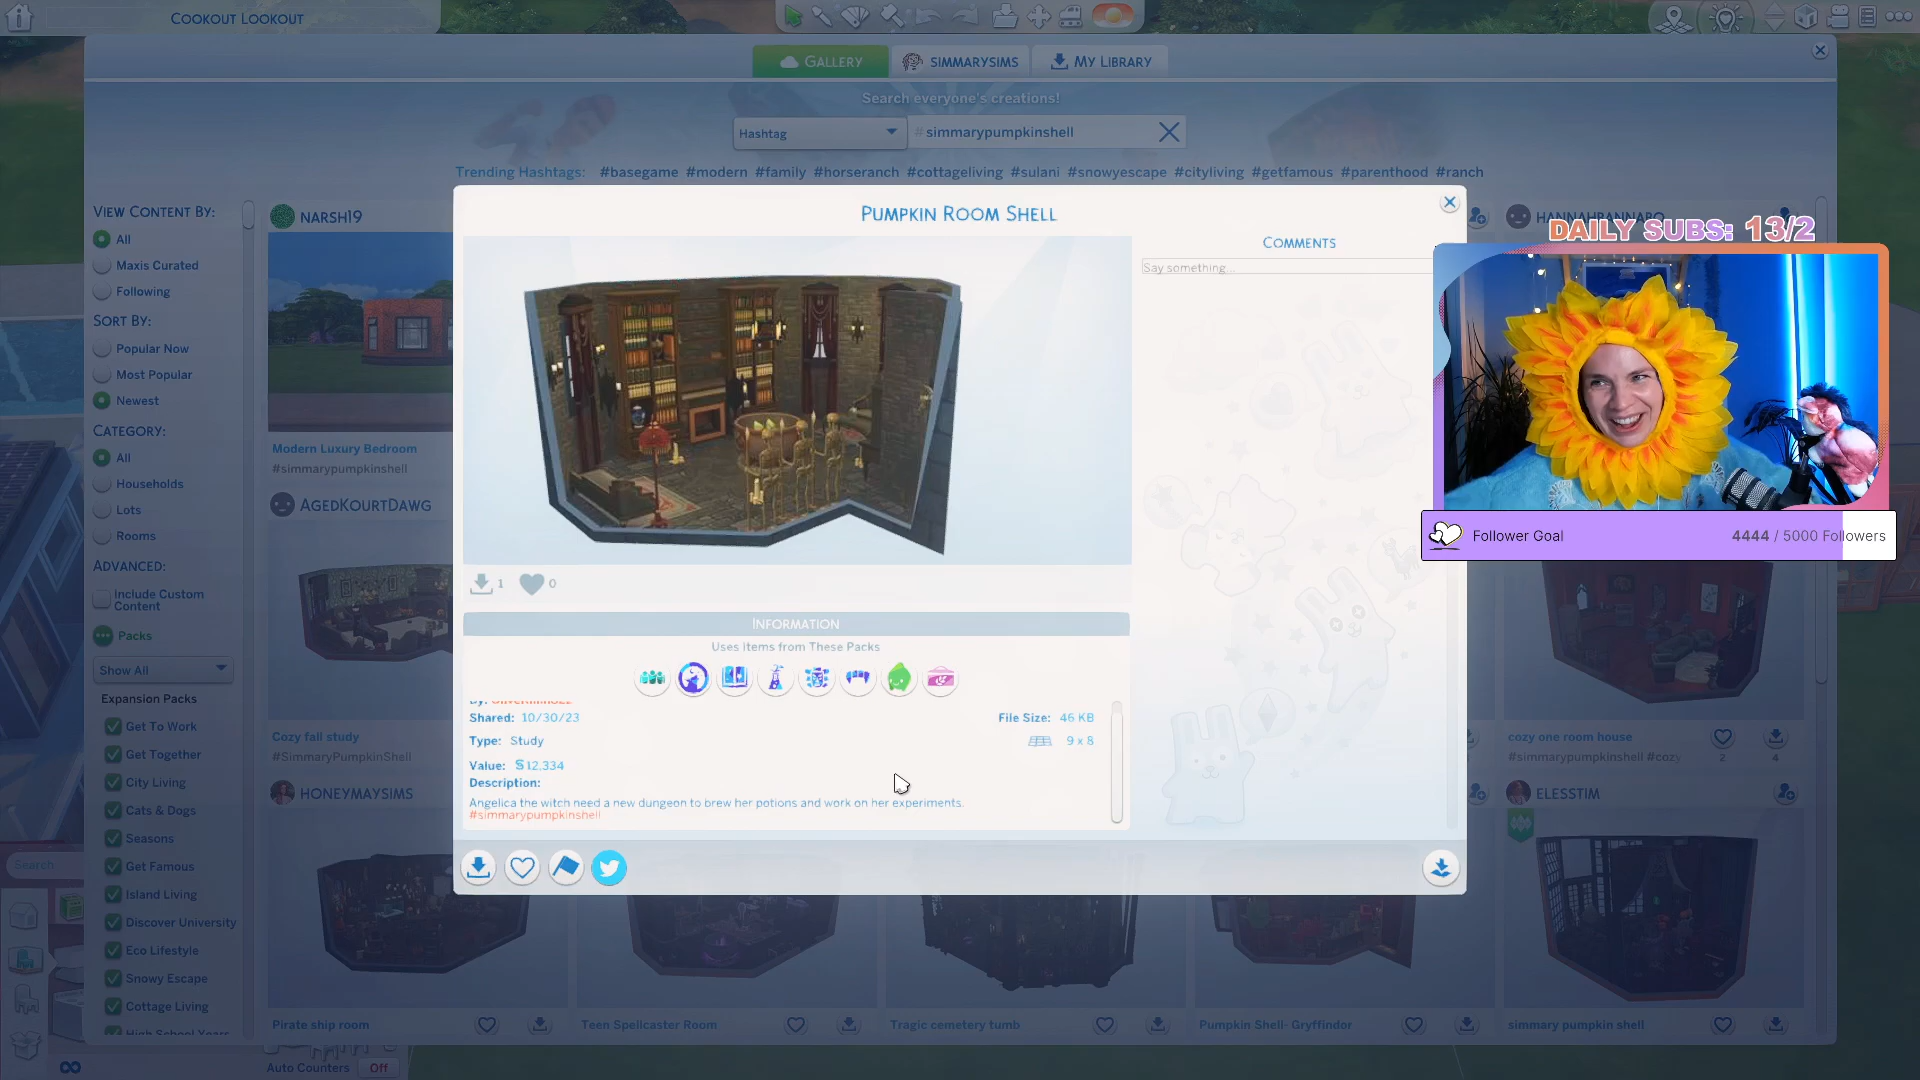 Cookout Lookout
Gallery
simmarysims
My Library
Search everyone's creations!
Hashtag
# simmarypumpkinshell
Trending Hashtags: #basegame #modern #family #horseranch #cottageliving #sulani #snowyescape #cityliving #getfamous #parenthood #ranch
View Content By:
All
Maxis Curated
Following
Sort By:
Popular Now
Most Popular
Newest
Category:
All
Households
Lots
Rooms
Advanced:
Include Custom
Content
Packs
Show All
Expansion Packs
Get To Work
Get Together
City Living
Cats & Dogs
Seasons
Get Famous
Island Living
Discover University
Eco Lifestyle
Snowy Escape
Cottage Living
High School Years
Search
Auto Counters
Off
narsh19
Modern Luxury Bedroom
#simmarypumpkinshell
AgedKourtDawg
Cozy fall study
#SimmaryPumpkinShell
honeymaysims
Pirate ship room
Teen Spellcaster Room
Tragic cemetery tumb
Pumpkin Shell- Gryffindor
simmary pumpkin shell
Pumpkin Room Shell
Comments
Say something...
1
0
Information
Uses Items from These Packs
Shared: 10/30/23
File Size: 46 KB
Type: Study
9 x 8
Value: §12,334
Description:
Angelica the witch need a new dungeon to brew her potions and work on her experiments.
#simmarypumpkinshell
hannahbannabo
DAILY SUBS: 13/2
Follower Goal
4444 / 5000 Followers
cozy one room house
#simmarypumpkinshell #cozy
2
4
Elesstim